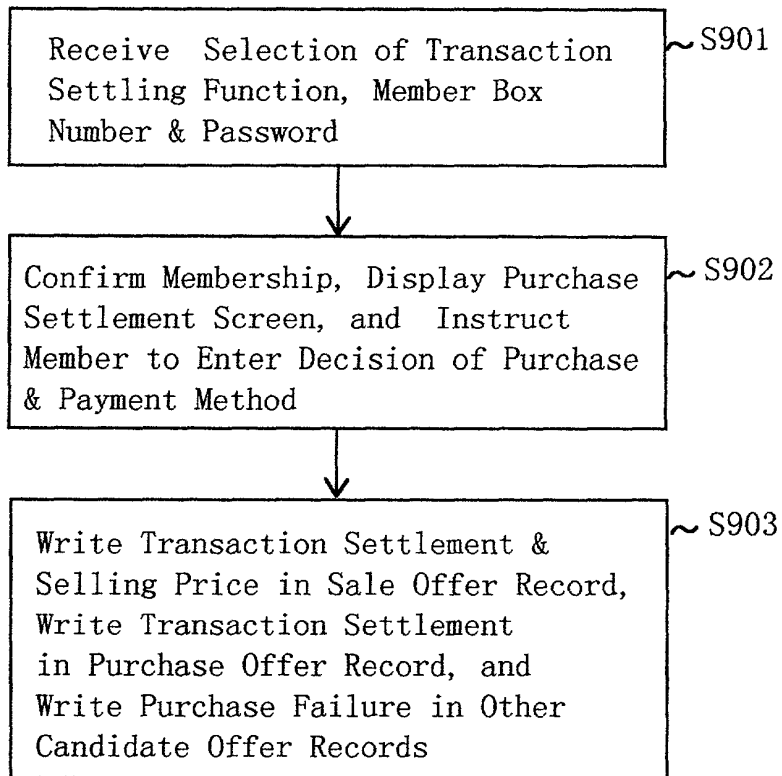 Receive Selection of Transaction
Settling Function, Member Box
Number & Password
~ S901
Confirm Membership, Display Purchase
Settlement Screen, and Instruct
Member to Enter Decision of Purchase
& Payment Method
~ S902
Write Transaction Settlement &
Selling Price in Sale Offer Record,
Write Transaction Settlement
in Purchase Offer Record, and
Write Purchase Failure in Other
Candidate Offer Records
~ S903